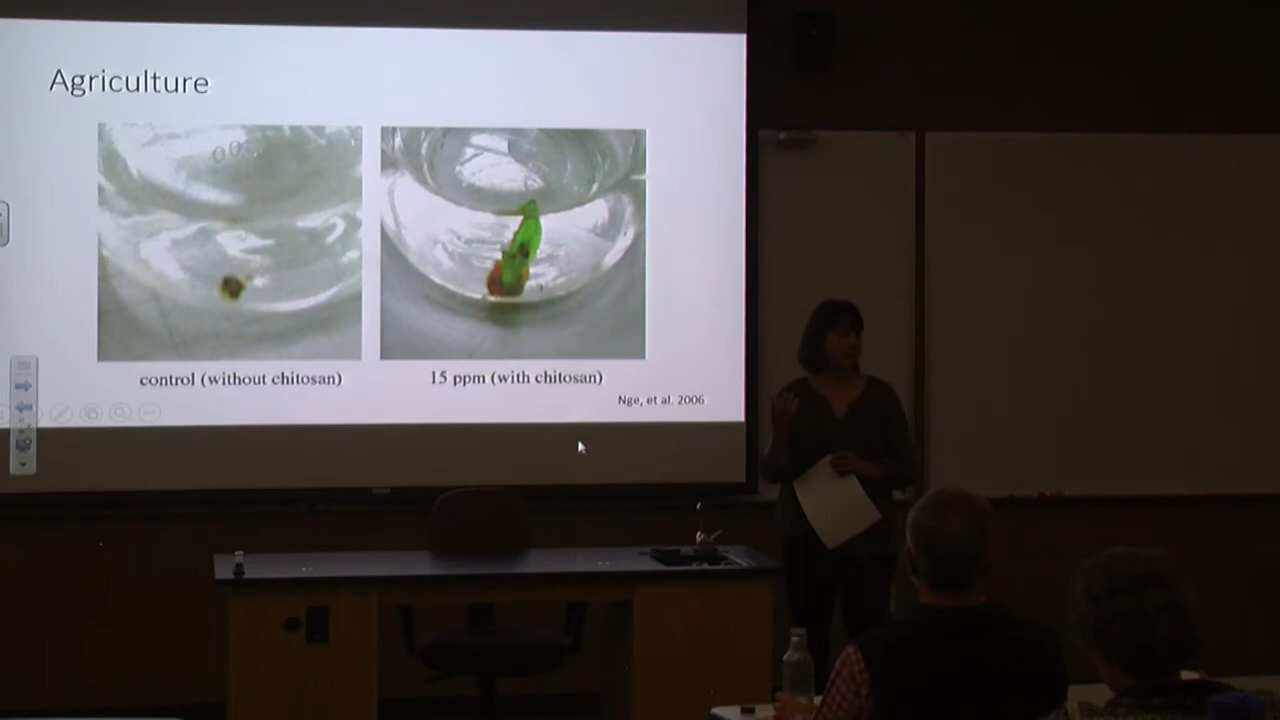 Agriculture
control (without chitosan)
15 ppm (with chitosan)
Nge, et al. 2006